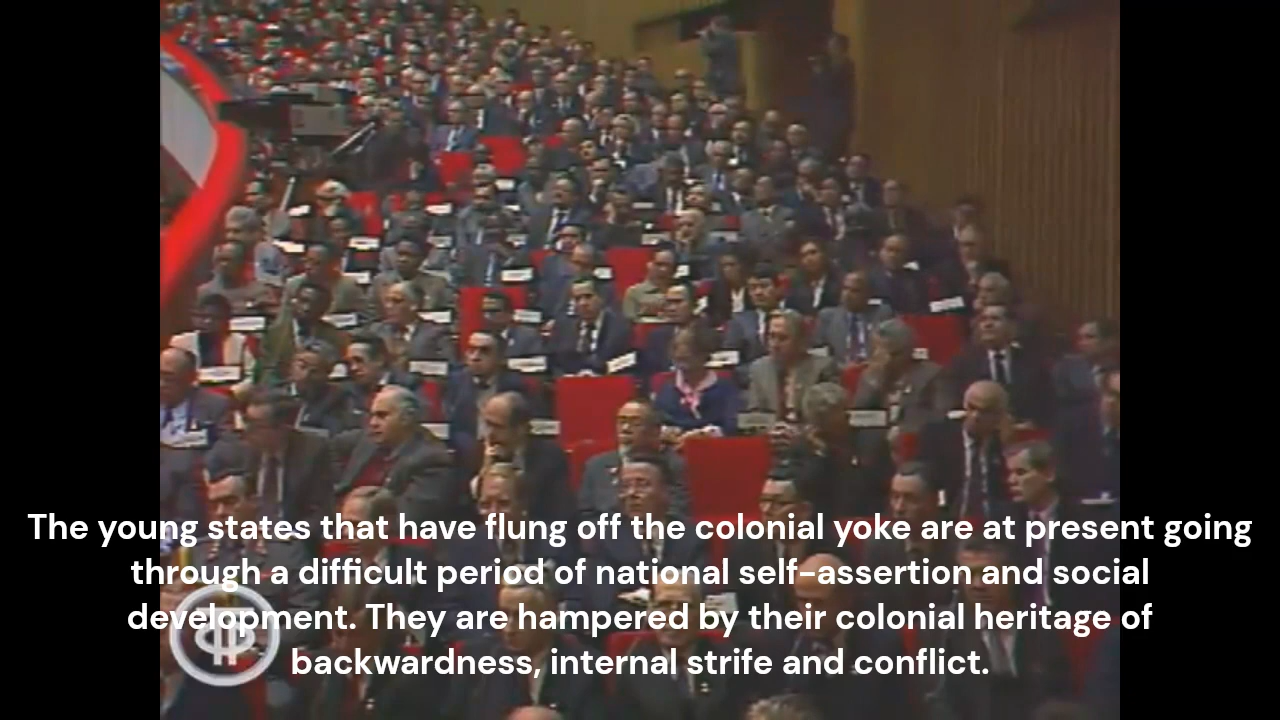 The young states that have flung off the colonial yoke are at present going
through a difficult period of national self-assertion and social
development. They are hampered by their colonial heritage of
backwardness, internal strife and conflict.